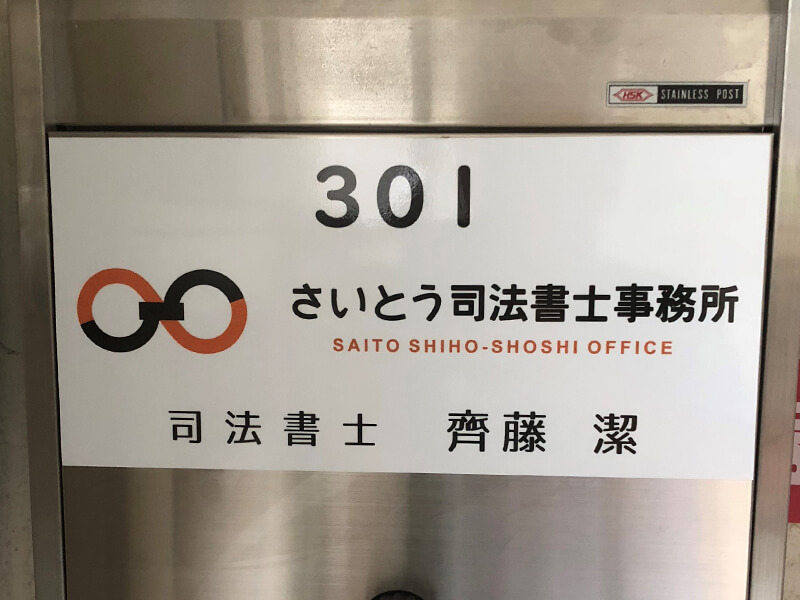 HSK STAINLESS POST
301
さいとう司法書士事務所
SAITO SHIHO-SHOSHI OFFICE
司法書士 齊藤 潔